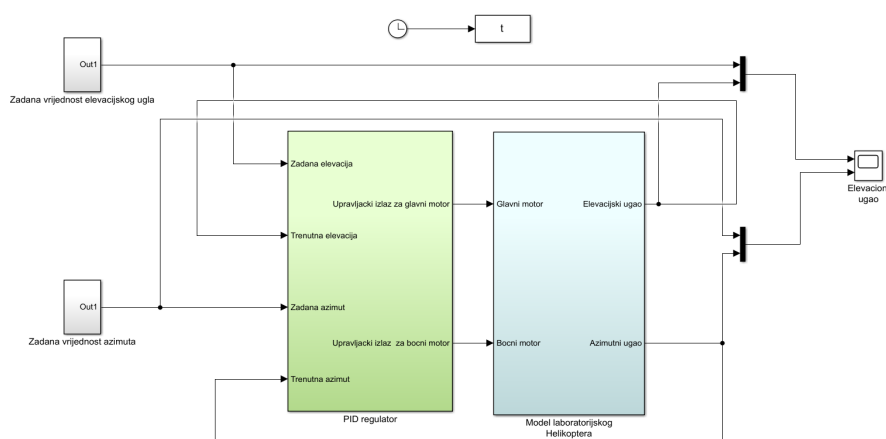 t
Out1
Zadana vrijednost elevacijskog ugla
Zadana elevacija
Upravljacki izlaz za glavni motor
Trenutna elevacija
Zadana azimut
Upravljacki izlaz  za bocni motor
Trenutna azimut
PID regulator
Glavni motor
Elevacijski ugao
Bocni motor
Azimutni ugao
Model laboratorijskog
Helikoptera
Elevacion
ugao
Out1
Zadana vrijednost azimuta